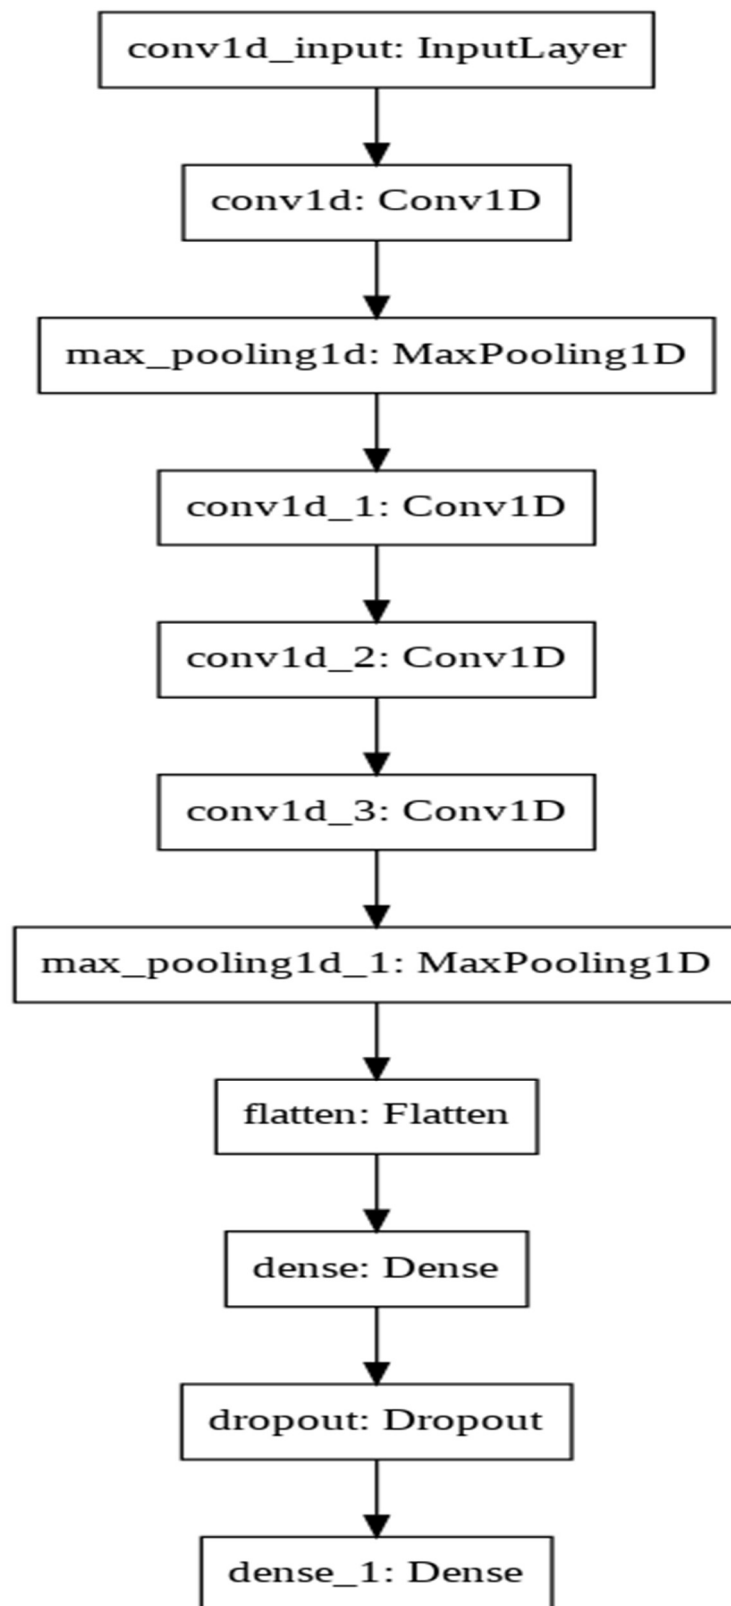 conv1d_input: InputLayer
conv1d: Conv1D
max_pooling1d: MaxPooling1D
conv1d_1: Conv1D
conv1d_2: Conv1D
conv1d_3: Conv1D
max_pooling1d_1: MaxPooling1D
flatten: Flatten
dense: Dense
dropout: Dropout
dense_1: Dense